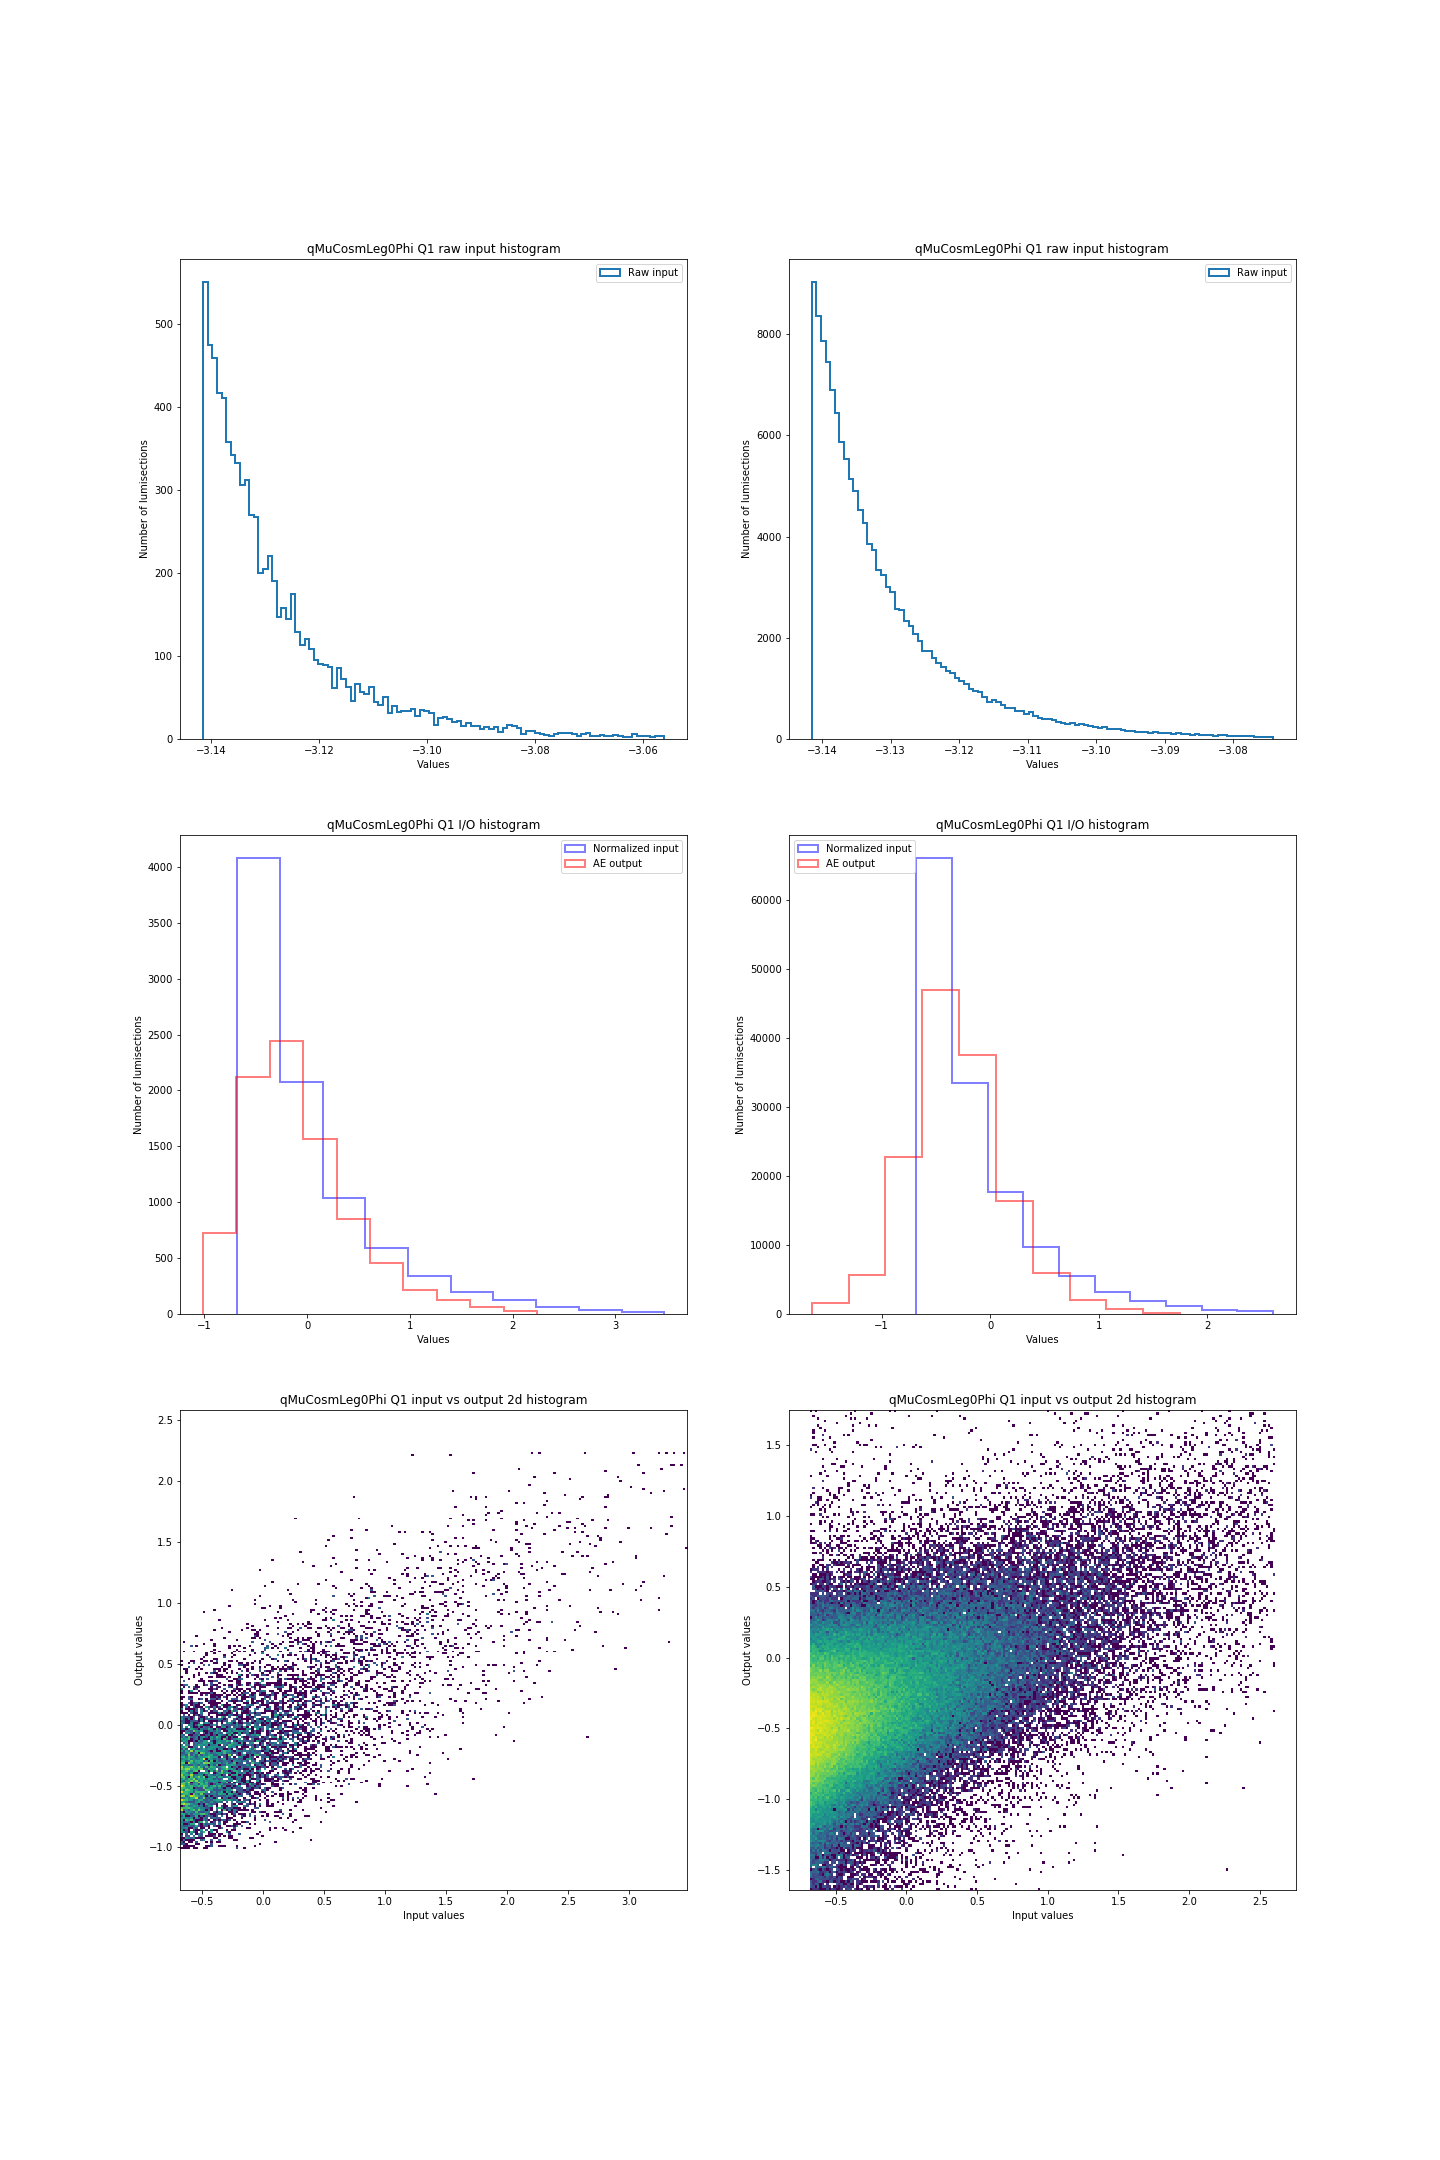 qMuCosmLeg0Phi Q1 raw input histogram
Raw input
500
400
300
200
100
0
Number of lumisections
−3.14 −3.12 −3.10 −3.08 −3.06
Values
qMuCosmLeg0Phi Q1 raw input histogram
Raw input
8000
6000
4000
2000
0
Number of lumisections
−3.14 −3.13 −3.12 −3.11 −3.10 −3.09 −3.08
Values
qMuCosmLeg0Phi Q1 I/O histogram
Normalized input
AE output
4000
3500
3000
2500
2000
1500
1000
500
0
Number of lumisections
−1 0 1 2 3
Values
qMuCosmLeg0Phi Q1 I/O histogram
Normalized input
AE output
60000
50000
40000
30000
20000
10000
0
Number of lumisections
−1 0 1 2
Values
qMuCosmLeg0Phi Q1 input vs output 2d histogram
2.5
2.0
1.5
1.0
0.5
0.0
−0.5
−1.0
Output values
−0.5 0.0 0.5 1.0 1.5 2.0 2.5 3.0
Input values
qMuCosmLeg0Phi Q1 input vs output 2d histogram
1.5
1.0
0.5
0.0
−0.5
−1.0
−1.5
Output values
−0.5 0.0 0.5 1.0 1.5 2.0 2.5
Input values